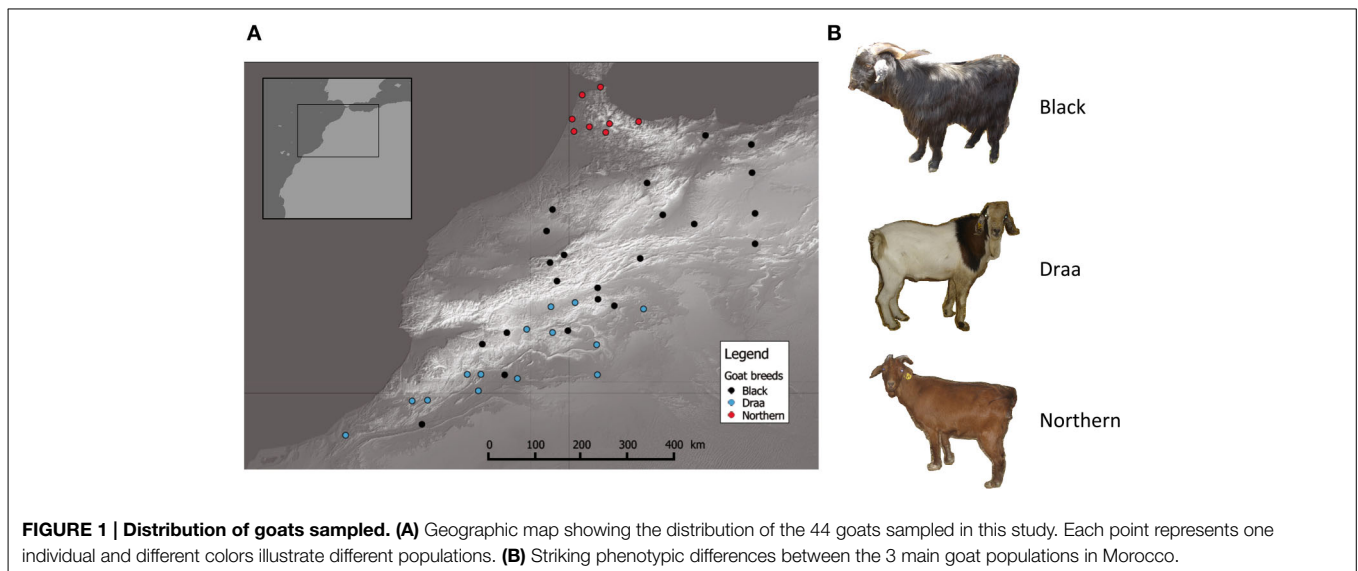 A
B
Black
Draa
Northern
Legend
Goat breeds
Black
Draa
Northern
0 100 200 300 400 km
FIGURE 1 | Distribution of goats sampled. (A) Geographic map showing the distribution of the 44 goats sampled in this study. Each point represents one
individual and different colors illustrate different populations. (B) Striking phenotypic differences between the 3 main goat populations in Morocco.